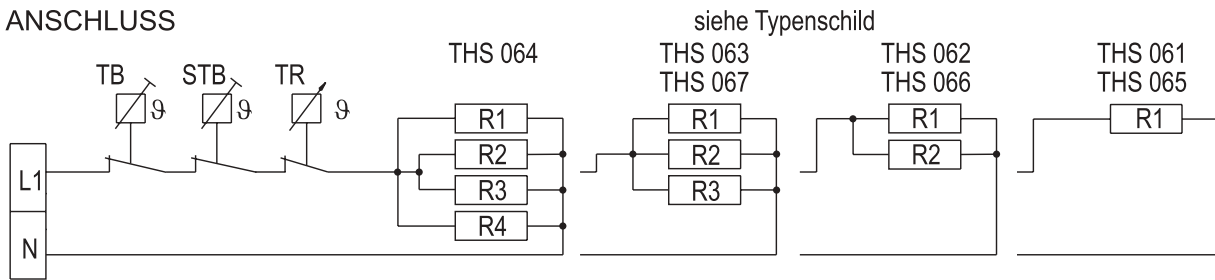 ANSCHLUSS
siehe Typenschild
THS 064
THS 063
THS 067
THS 062
THS 066
THS 061
THS 065
TB
STB
TR
ϑ
ϑ
ϑ
R1
R2
R3
R4
R1
R2
R3
R1
R2
R1
L1
N